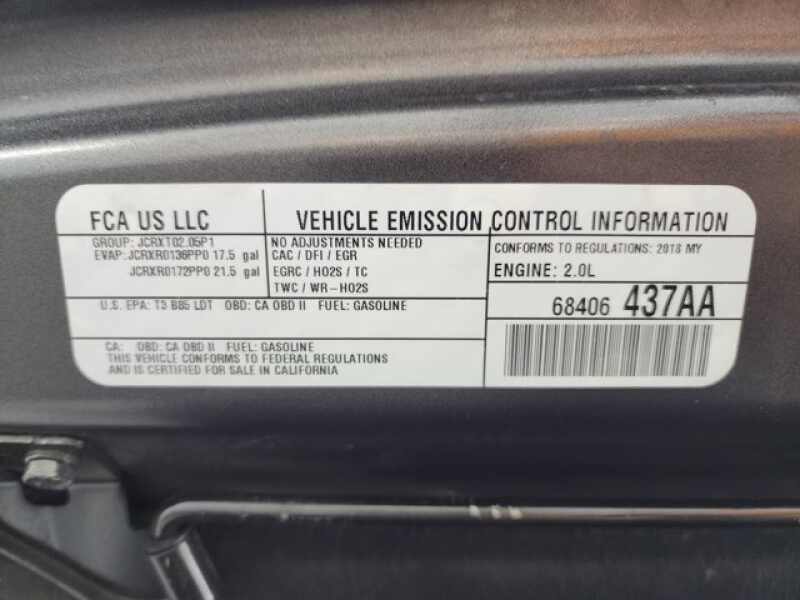 FCA US LLC
VEHICLE EMISSION CONTROL INFORMATION
GROUP: JCRXT02.05P1
EVAP: JCRXR0136PP0 17.5 gal
JCRXR0172PP0 21.5 gal
NO ADJUSTMENTS NEEDED
CAC / DFI / EGR
EGRC / HO2S / TC
TWC / WR-HO2S
CONFORMS TO REGULATIONS: 2018 MY
ENGINE: 2.0L
U.S. EPA: T3 B85 LDT OBD: CA OBD II FUEL: GASOLINE
68406 437AA
CA: OBD: CA OBD II FUEL: GASOLINE
THIS VEHICLE CONFORMS TO FEDERAL REGULATIONS
AND IS CERTIFIED FOR SALE IN CALIFORNIA